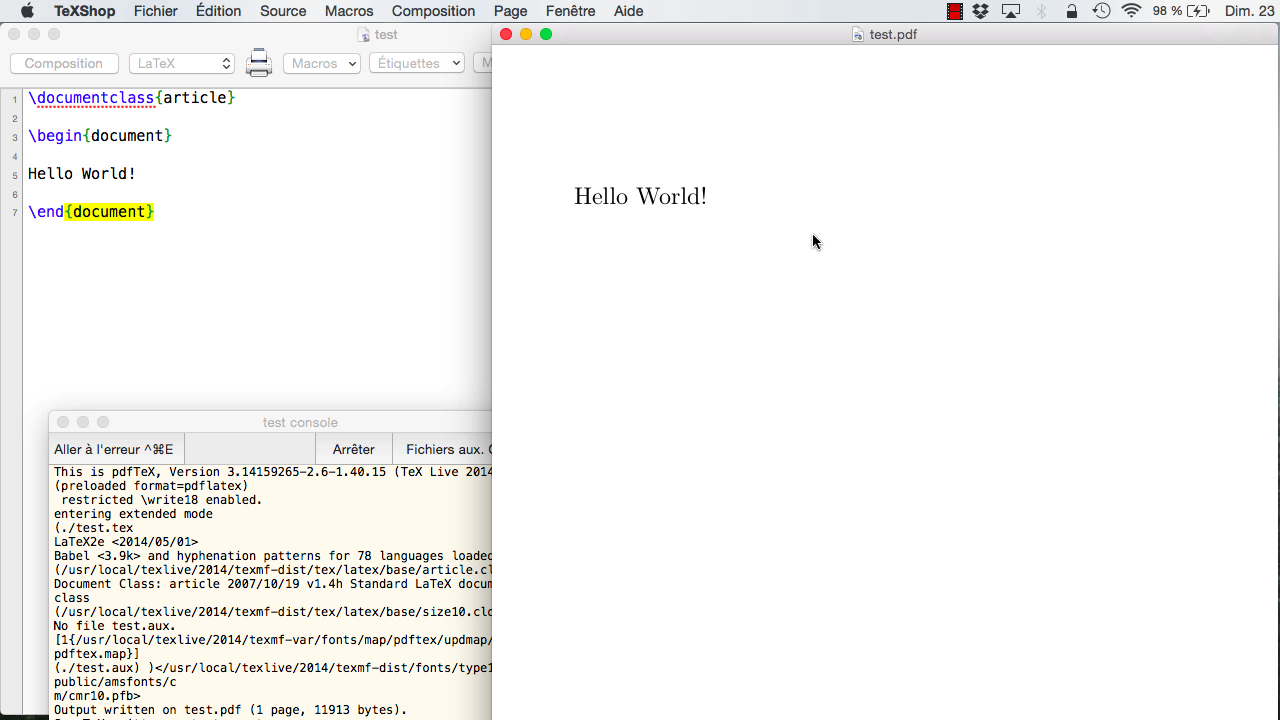 TeXShop Fichier Édition Source Macros Composition Page Fenêtre Aide 98 % Dim. 23
test
Composition LaTeX Macros Étiquettes M
1 \documentclass{article}
2
3 \begin{document}
4
5 Hello World!
6
7 \end{document}
test console
Aller à l'erreur ^⌘E Arrêter Fichiers aux.
This is pdfTeX, Version 3.14159265-2.6-1.40.15 (TeX Live 2014
(preloaded format=pdflatex)
restricted \write18 enabled.
entering extended mode
(./test.tex
LaTeX2e <2014/05/01>
Babel <3.9k> and hyphenation patterns for 78 languages loaded
(/usr/local/texlive/2014/texmf-dist/tex/latex/base/article.cl
Document Class: article 2007/10/19 v1.4h Standard LaTeX docum
class
(/usr/local/texlive/2014/texmf-dist/tex/latex/base/size10.clo
No file test.aux.
[1{/usr/local/texlive/2014/texmf-var/fonts/map/pdftex/updmap/
pdftex.map}]
(./test.aux) )</usr/local/texlive/2014/texmf-dist/fonts/type1
public/amsfonts/c
m/cmr10.pfb>
Output written on test.pdf (1 page, 11913 bytes).
test.pdf
Hello World!